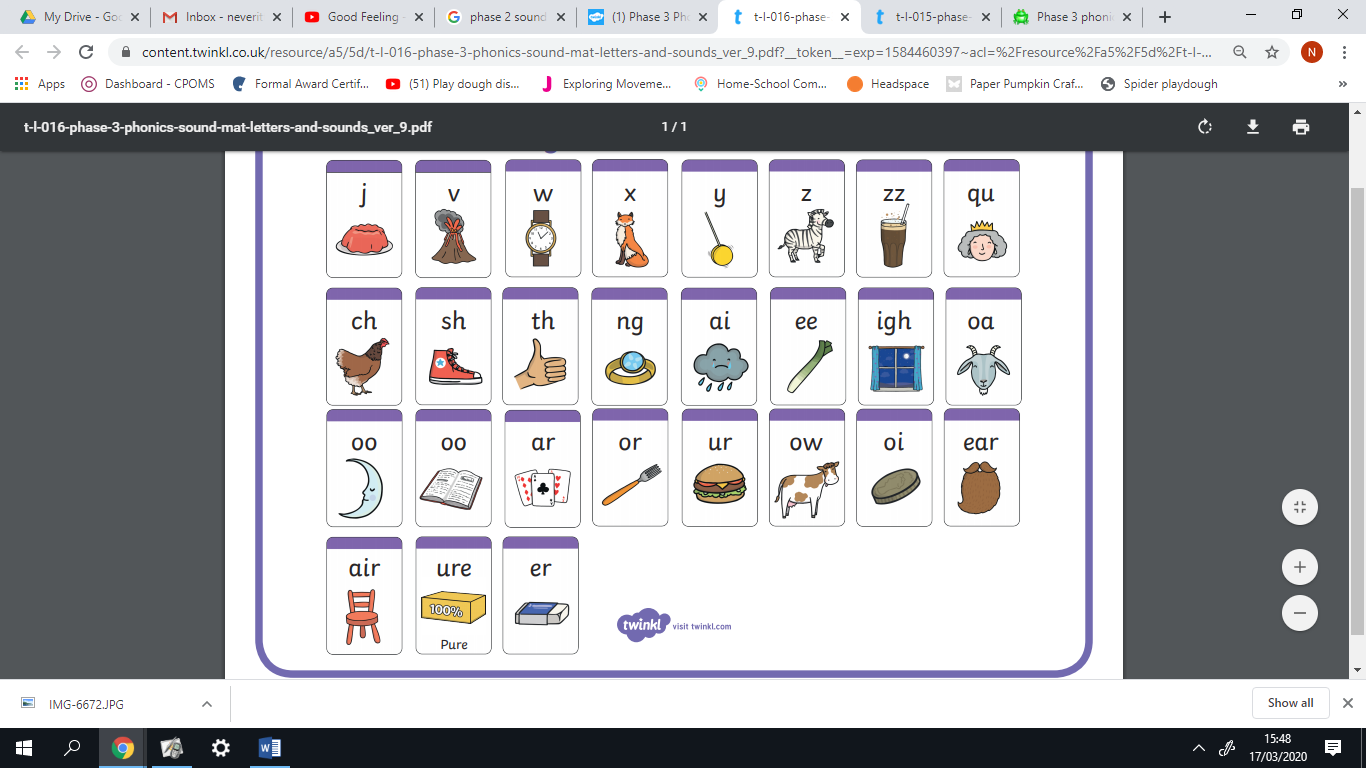 My Drive - Goo
Inbox - neverit
Good Feeling -
phase 2 sound
(1) Phase 3 Pho
t-l-016-phase-
t-l-015-phase-
Phase 3 phoni
content.twinkl.co.uk/resource/a5/5d/t-l-016-phase-3-phonics-sound-mat-letters-and-sounds_ver_9.pdf?__token__=exp=1584460397~acl=%2Fresource%2Fa5%2F5d%2Ft-l-...
N
Apps
Dashboard - CPOMS
Formal Award Certif...
(51) Play dough dis...
Exploring Moveme...
Home-School Com...
Headspace
Paper Pumpkin Craf...
Spider playdough
»
t-l-016-phase-3-phonics-sound-mat-letters-and-sounds_ver_9.pdf
1 / 1
j v w x y z zz qu
ch sh th ng ai ee igh oa
oo oo ar or ur ow oi ear
air ure er
100%
Pure
twinkl visit twinkl.com
IMG-6672.JPG
Show all
15:48
17/03/2020